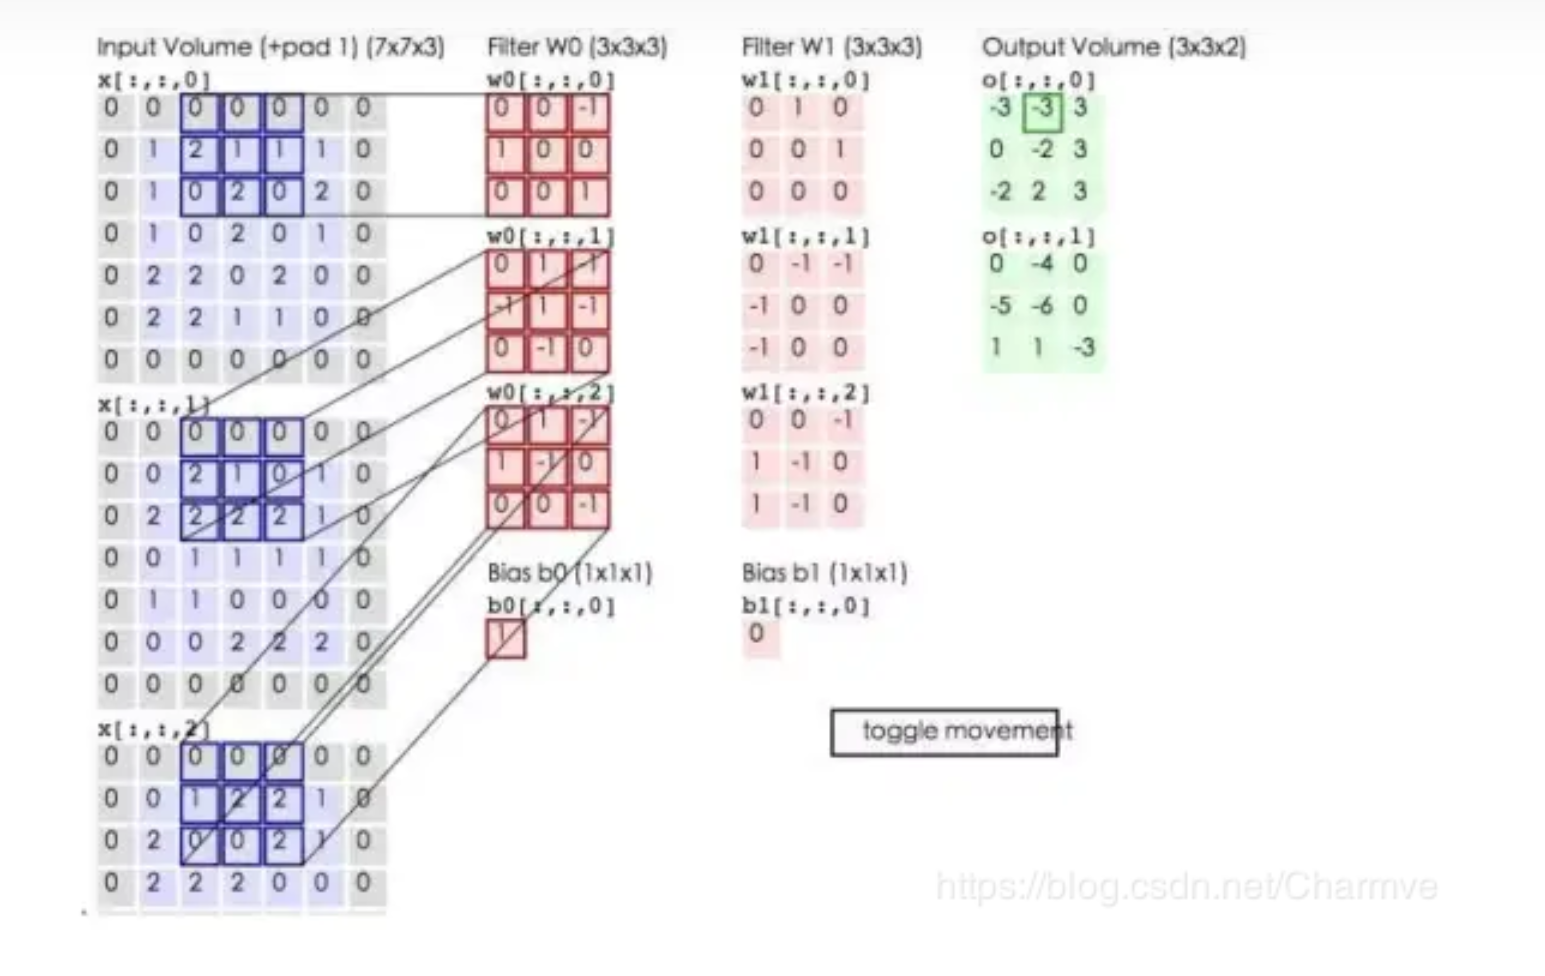 Input Volume (+pad 1) (7x7x3) Filter W0 (3x3x3) Filter W1 (3x3x3) Output Volume (3x3x2)
x[:,:,0] w0[:,:,0] w1[:,:,0] o[:,:,0]
0 0 0 0 0 0 0 0 0 -1 0 1 0 -3 -3 3
0 1 2 1 1 1 0 1 0 0 0 0 1 0 -2 3
0 1 0 2 0 2 0 0 0 1 0 0 0 -2 2 3
0 1 0 2 0 1 0 w0[:,:,1] w1[:,:,1] o[:,:,1]
0 2 2 0 2 0 0 0 1 -1 0 -1 -1 0 -4 0
0 2 2 1 1 0 0 -1 1 -1 -1 0 0 -5 -6 0
0 0 0 0 0 0 0 0 -1 0 -1 0 0 1 1 -3
x[:,:,1] w0[:,:,2] w1[:,:,2]
0 0 0 0 0 0 0 0 1 -1 0 0 -1
0 0 2 1 0 1 0 1 -1 0 1 -1 0
0 2 2 2 2 1 0 0 0 -1 1 -1 0
0 0 1 1 1 1 0 Bias b0 (1x1x1) Bias b1 (1x1x1)
0 1 1 0 0 0 0 b0[:,:,0] b1[:,:,0]
0 0 0 2 2 2 0 1 0
0 0 0 0 0 0 0
x[:,:,2] toggle movement
0 0 0 0 0 0 0
0 0 1 2 2 1 0
0 2 0 0 2 1 0
0 2 2 2 0 0 0
https://blog.csdn.net/Charmve